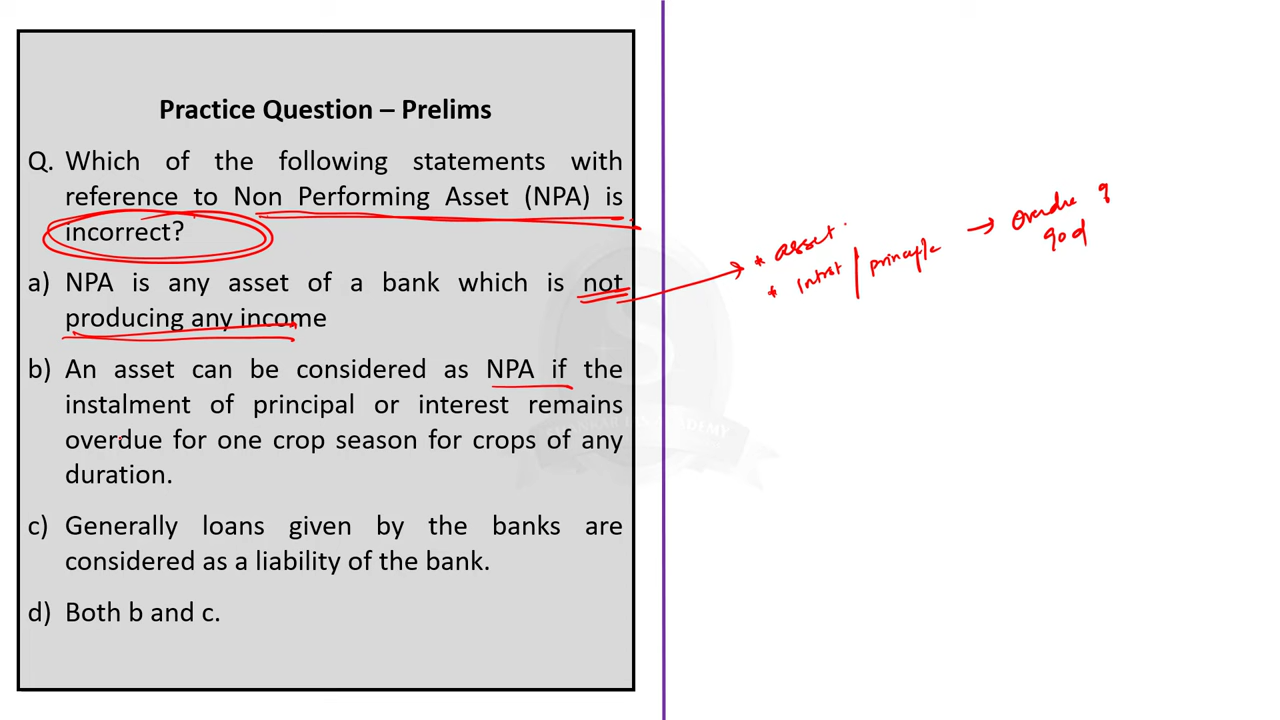 Practice Question – Prelims
Q. Which of the following statements with
reference to Non Performing Asset (NPA) is
incorrect?
a) NPA is any asset of a bank which is not
producing any income
b) An asset can be considered as NPA if the
instalment of principal or interest remains
overdue for one crop season for crops of any
duration.
c) Generally loans given by the banks are
considered as a liability of the bank.
d) Both b and c.
* asset.
* Intrst | principle → Overdue
90d